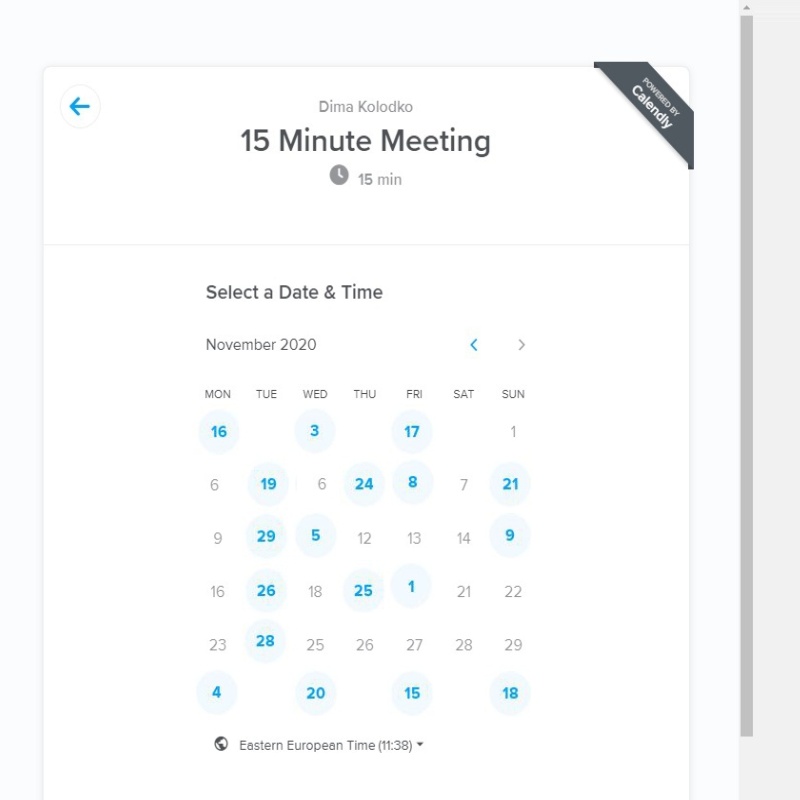 POWERED BY
Calendly
Dima Kolodko
15 Minute Meeting
15 min
Select a Date & Time
November 2020
MON TUE WED THU FRI SAT SUN
16 3 17 1
6 19 6 24 8 7 21
9 29 5 12 13 14 9
16 26 18 25 1 21 22
23 28 25 26 27 28 29
4 20 15 18
Eastern European Time (11:38)